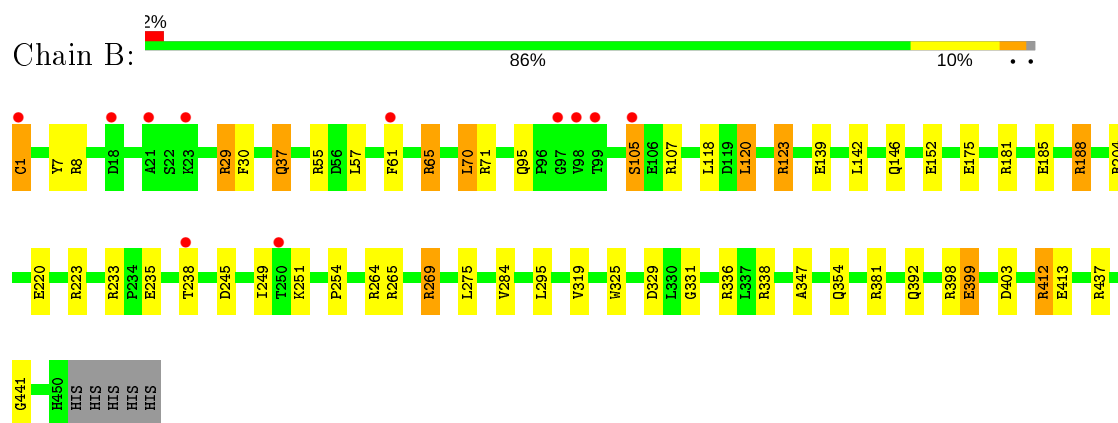 2%
Chain B:
86% 10% • •
C1 Y7 R8 D18 A21 S22 K23 R29 F30 Q37 R55 D56 L57 F61 R65 L70 R71 Q95 P96 G97 V98 T99 S105 E106 R107 L118 D119 L120 R123 E139 L142 Q146 E152 E175 R181 E185 R188 R204
E220 R223 R233 P234 E235 T238 D245 I249 T250 K251 P254 R264 R265 R269 L275 V284 L295 V319 W325 D329 L330 G331 R336 L337 R338 A347 Q354 R381 Q392 R398 E399 D403 R412 E413 R437
G441 H450 HIS HIS HIS HIS HIS